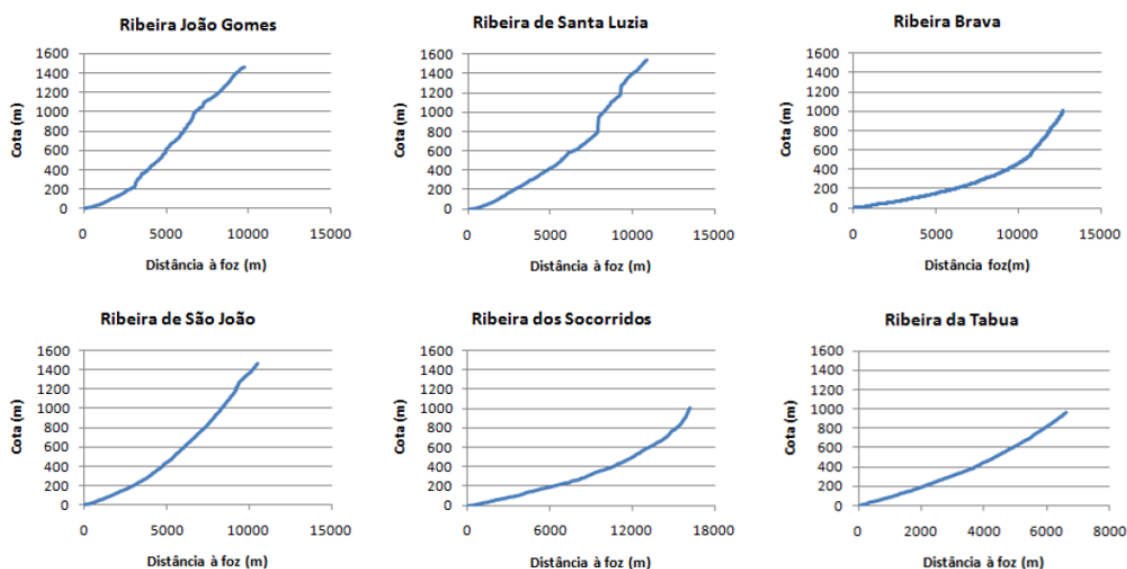 Ribeira João Gomes
1600
1400
1200
1000
800
600
400
200
0
Cota (m)
0 5000 10000 15000
Distância à foz (m)
Ribeira de Santa Luzia
1600
1400
1200
1000
800
600
400
200
0
Cota (m)
0 5000 10000 15000
Distância à foz (m)
Ribeira Brava
1600
1400
1200
1000
800
600
400
200
0
Cota (m)
0 5000 10000 15000
Distância foz(m)
Ribeira de São João
1600
1400
1200
1000
800
600
400
200
0
Cota (m)
0 5000 10000 15000
Distância à foz (m)
Ribeira dos Socorridos
1600
1400
1200
1000
800
600
400
200
0
Cota (m)
0 6000 12000 18000
Distância à foz (m)
Ribeira da Tabua
1600
1400
1200
1000
800
600
400
200
0
Cota (m)
0 2000 4000 6000 8000
Distância à foz (m)